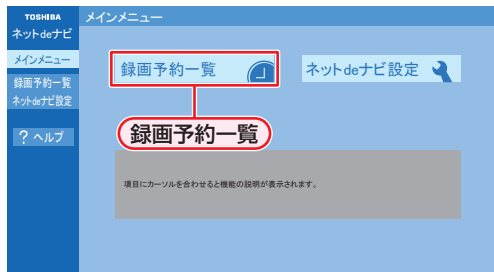 TOSHIBA
ネットdeナビ
メインメニュー
録画予約一覧
ネットdeナビ設定
? ヘルプ
メインメニュー
録画予約一覧
ネットdeナビ設定
録画予約一覧
項目にカーソルを合わせると機能の説明が表示されます。